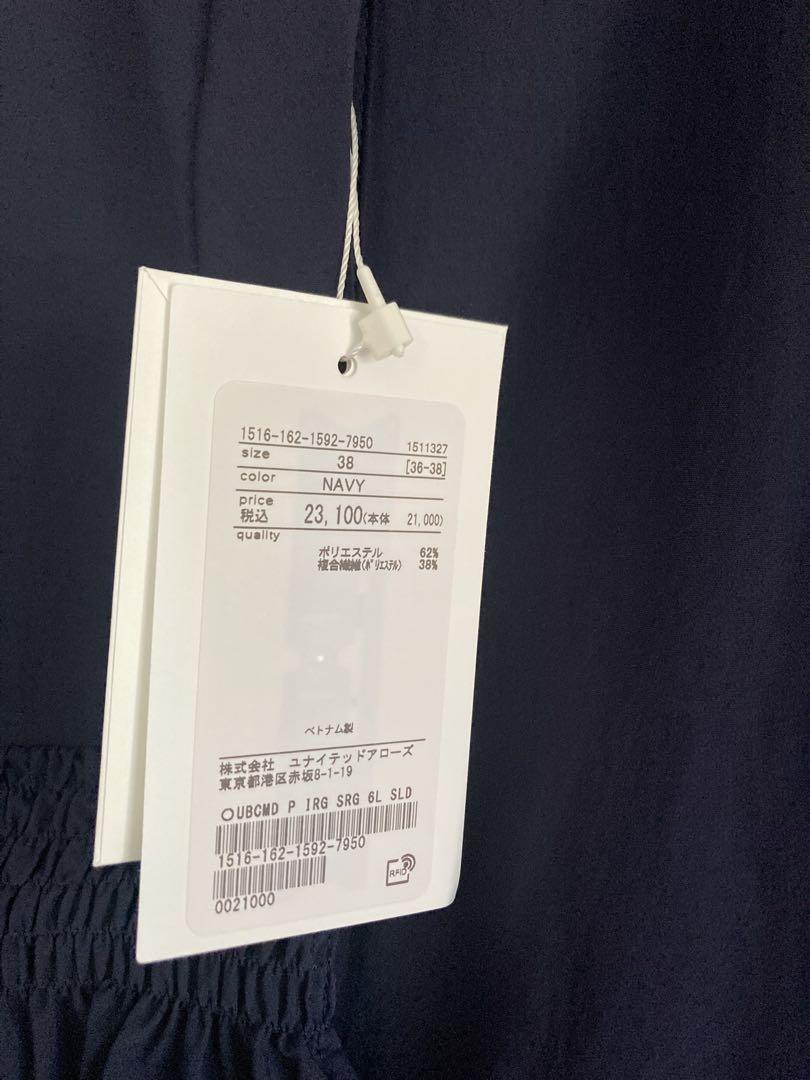 1516-162-1592-7950 1511327
size 38 [36-38]
color NAVY
price
税込 23,100(本体 21,000)
quality
ポリエステル 62%
複合繊維(ポリエステル) 38%
ベトナム製
株式会社 ユナイテッドアローズ
東京都港区赤坂8-1-19
○UBCMD P IRG SRG 6L SLD
1516-162-1592-7950
0021000
RFID